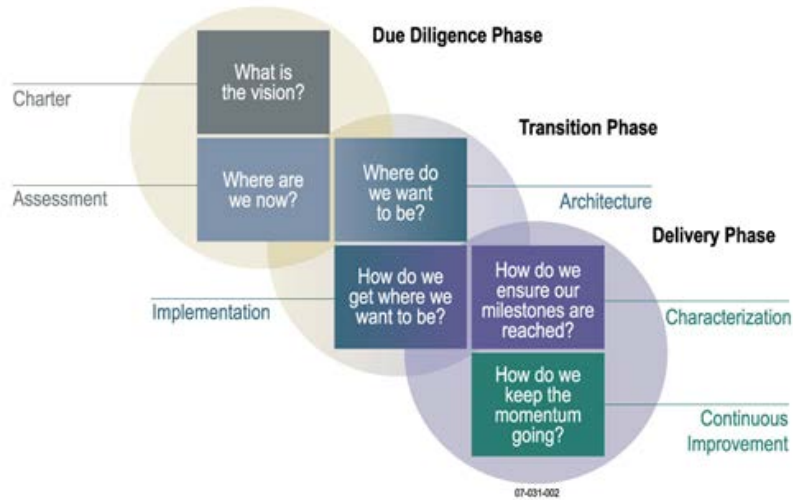 Due Diligence Phase
What is
the vision?
Charter
Transition Phase
Where are
we now?
Where do
we want
to be?
Assessment
Architecture
Delivery Phase
How do we
get where we
want to be?
How do we
ensure our
milestones are
reached?
Implementation
Characterization
How do we
keep the
momentum
going?
Continuous
Improvement
07-031-002